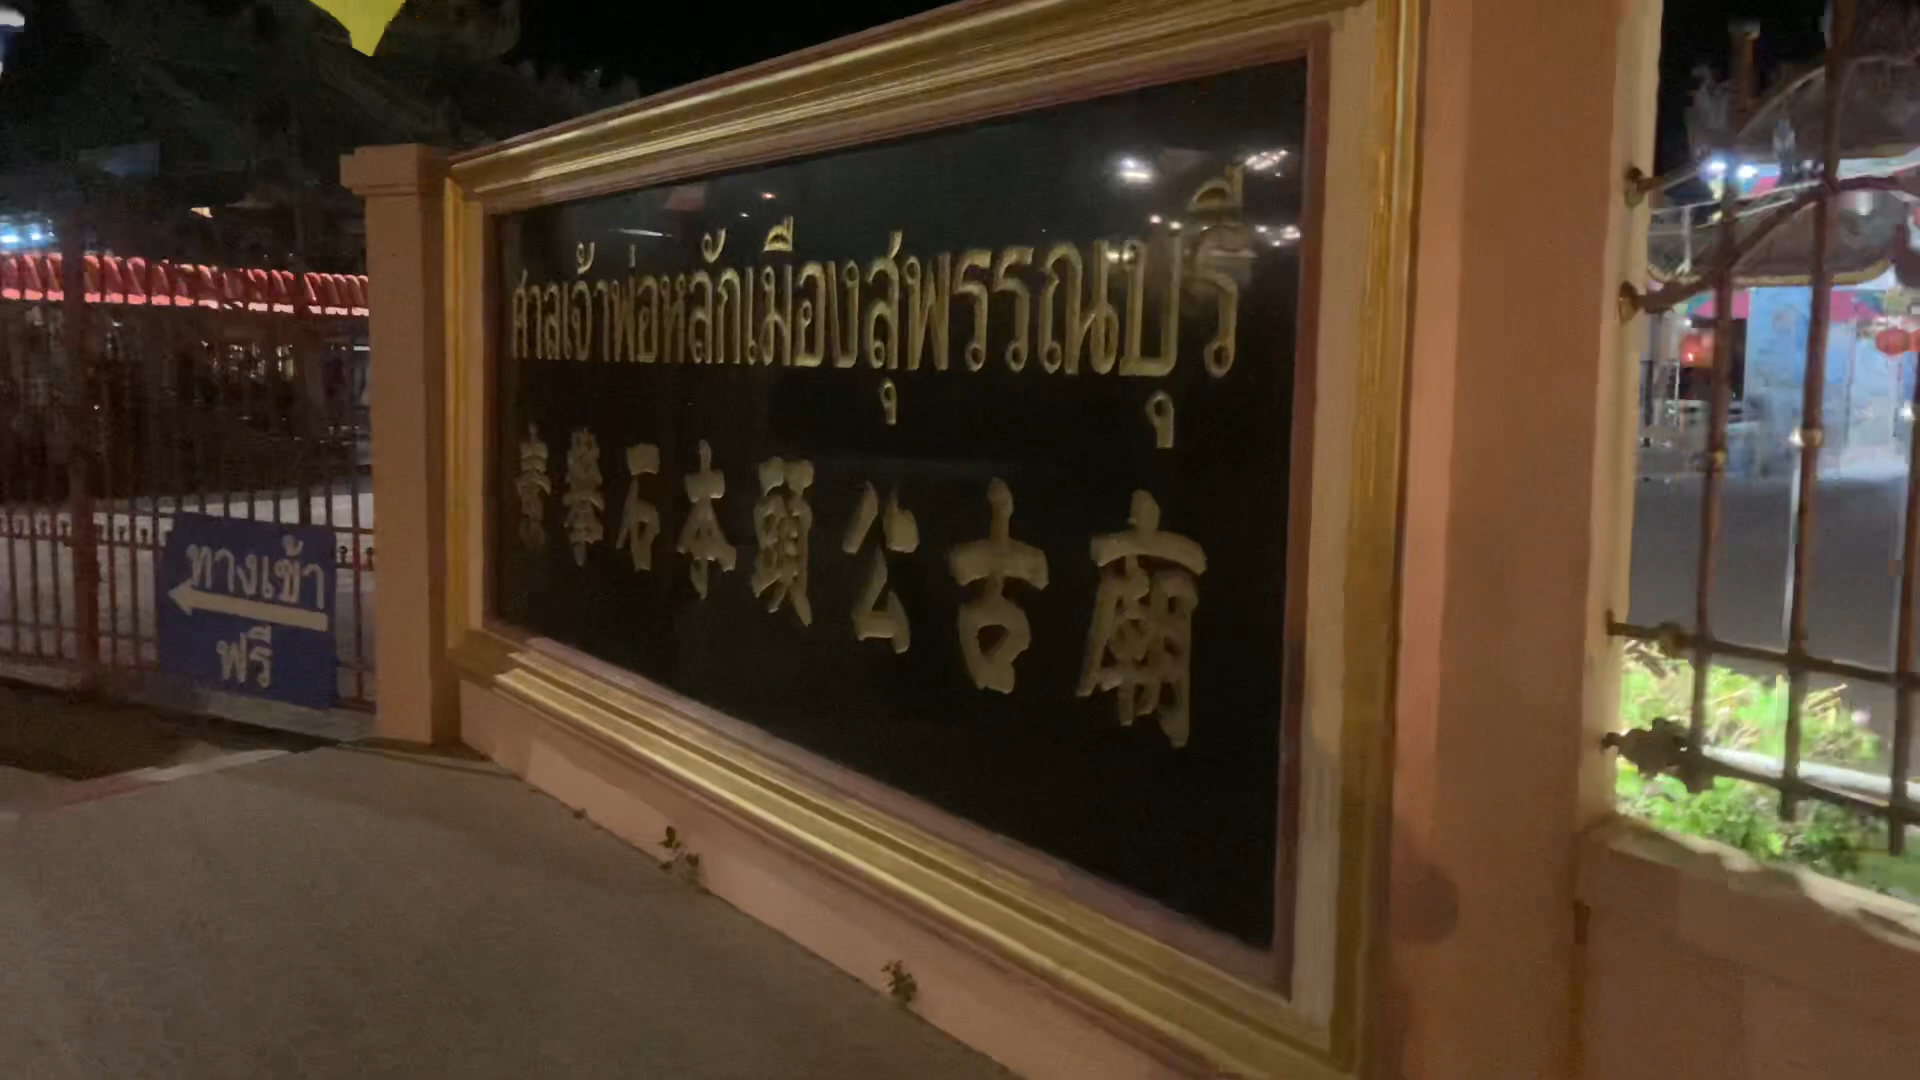 ศาลเจ้าพ่อหลักเมืองสุพรรณบุรี
石本頭公古廟
ทางเข้า
ฟรี